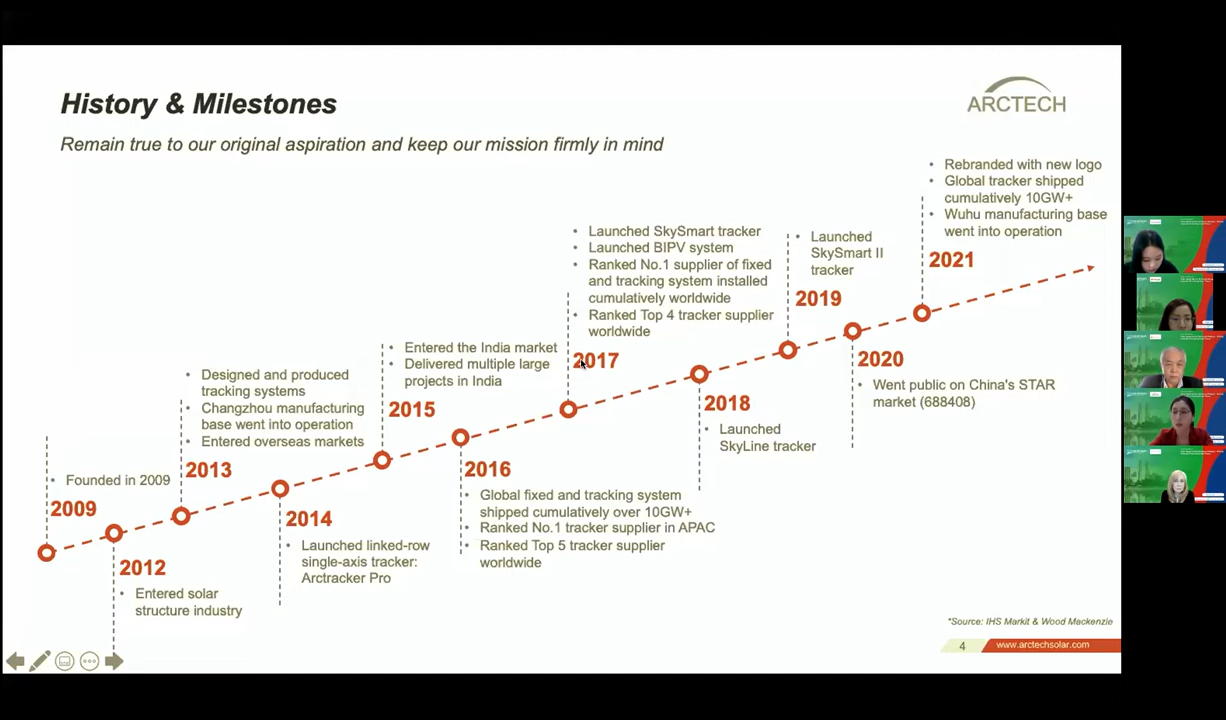 History & Milestones
ARCTECH
Remain true to our original aspiration and keep our mission firmly in mind
• Founded in 2009
2009
2012
• Entered solar
structure industry
• Designed and produced
tracking systems
• Changzhou manufacturing
base went into operation
• Entered overseas markets
2013
2014
• Launched linked-row
single-axis tracker:
Arctracker Pro
• Entered the India market
• Delivered multiple large
projects in India
2015
2016
• Global fixed and tracking system
shipped cumulatively over 10GW+
• Ranked No.1 tracker supplier in APAC
• Ranked Top 5 tracker supplier
worldwide
• Launched SkySmart tracker
• Launched BIPV system
• Ranked No.1 supplier of fixed
and tracking system installed
cumulatively worldwide
• Ranked Top 4 tracker supplier
worldwide
2017
2018
• Launched
SkyLine tracker
• Launched
SkySmart II
tracker
2019
2020
• Went public on China's STAR
market (688408)
• Rebranded with new logo
• Global tracker shipped
cumulatively 10GW+
• Wuhu manufacturing base
went into operation
2021
*Source: IHS Markit & Wood Mackenzie
4
www.arctechsolar.com